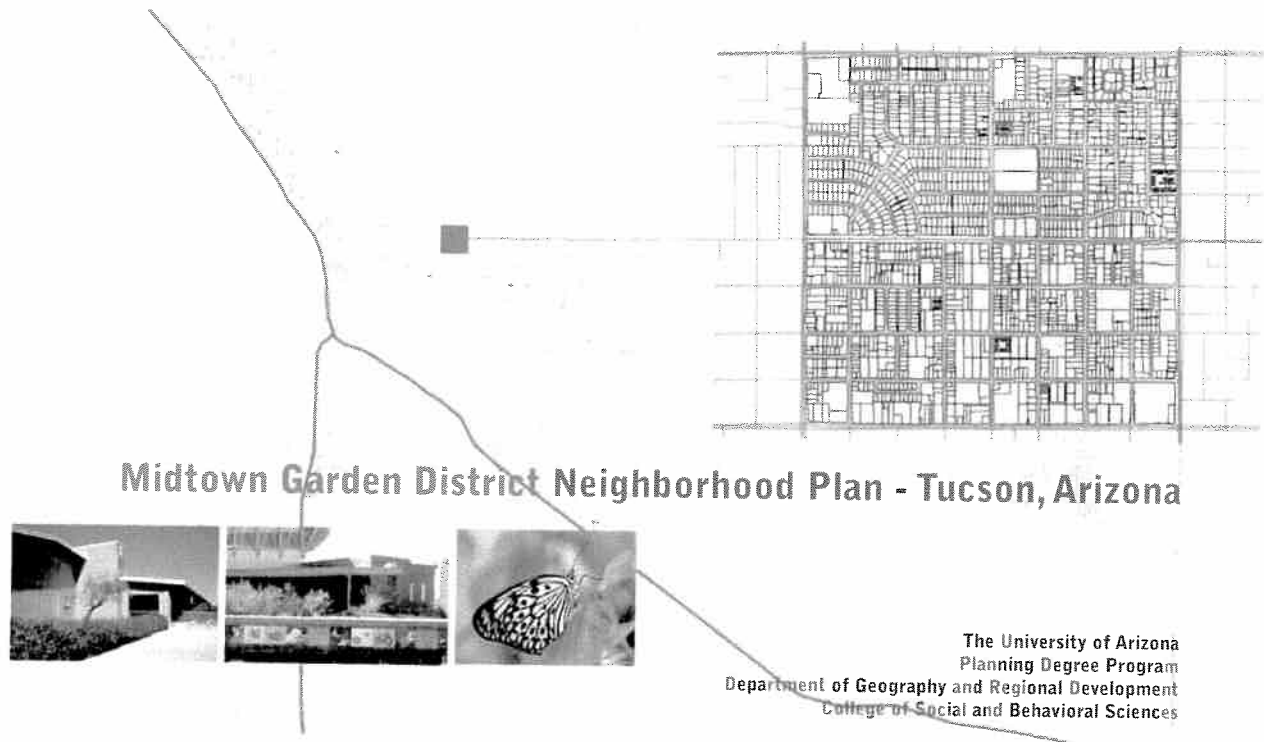 Midtown Garden District Neighborhood Plan - Tucson, Arizona
The University of Arizona
Planning Degree Program
Department of Geography and Regional Development
College of Social and Behavioral Sciences